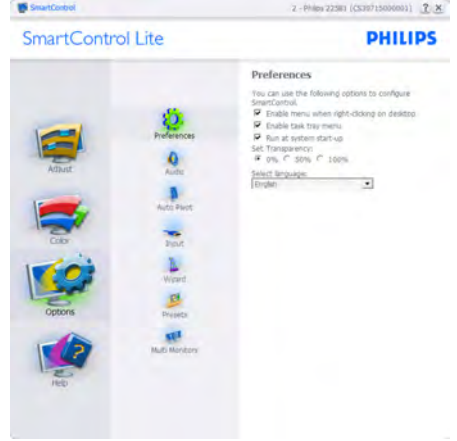 SmartControl
2 - Philips 225B1
? X
SmartControl Lite
PHILIPS
Adjust
Color
Options
Help
Preferences
Audio
Auto Pivot
Input
Wizard
Presets
Multi Monitors
Preferences
You can use the following options to configure
SmartControl.
Enable menu when right-clicking on desktop
Enable task tray menu
Run at system start-up
Set Transparency:
0% 50% 100%
Select language:
English